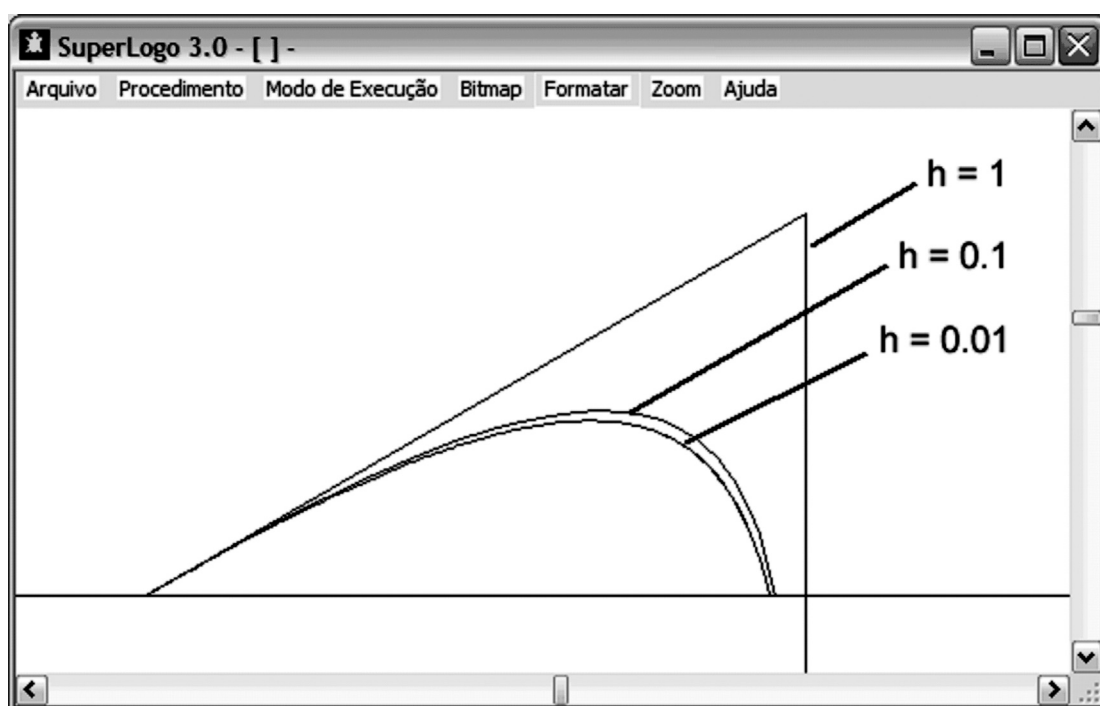 SuperLogo 3.0 - [ ] -
Arquivo Procedimento Modo de Execução Bitmap Formatar Zoom Ajuda
h = 1
h = 0.1
h = 0.01